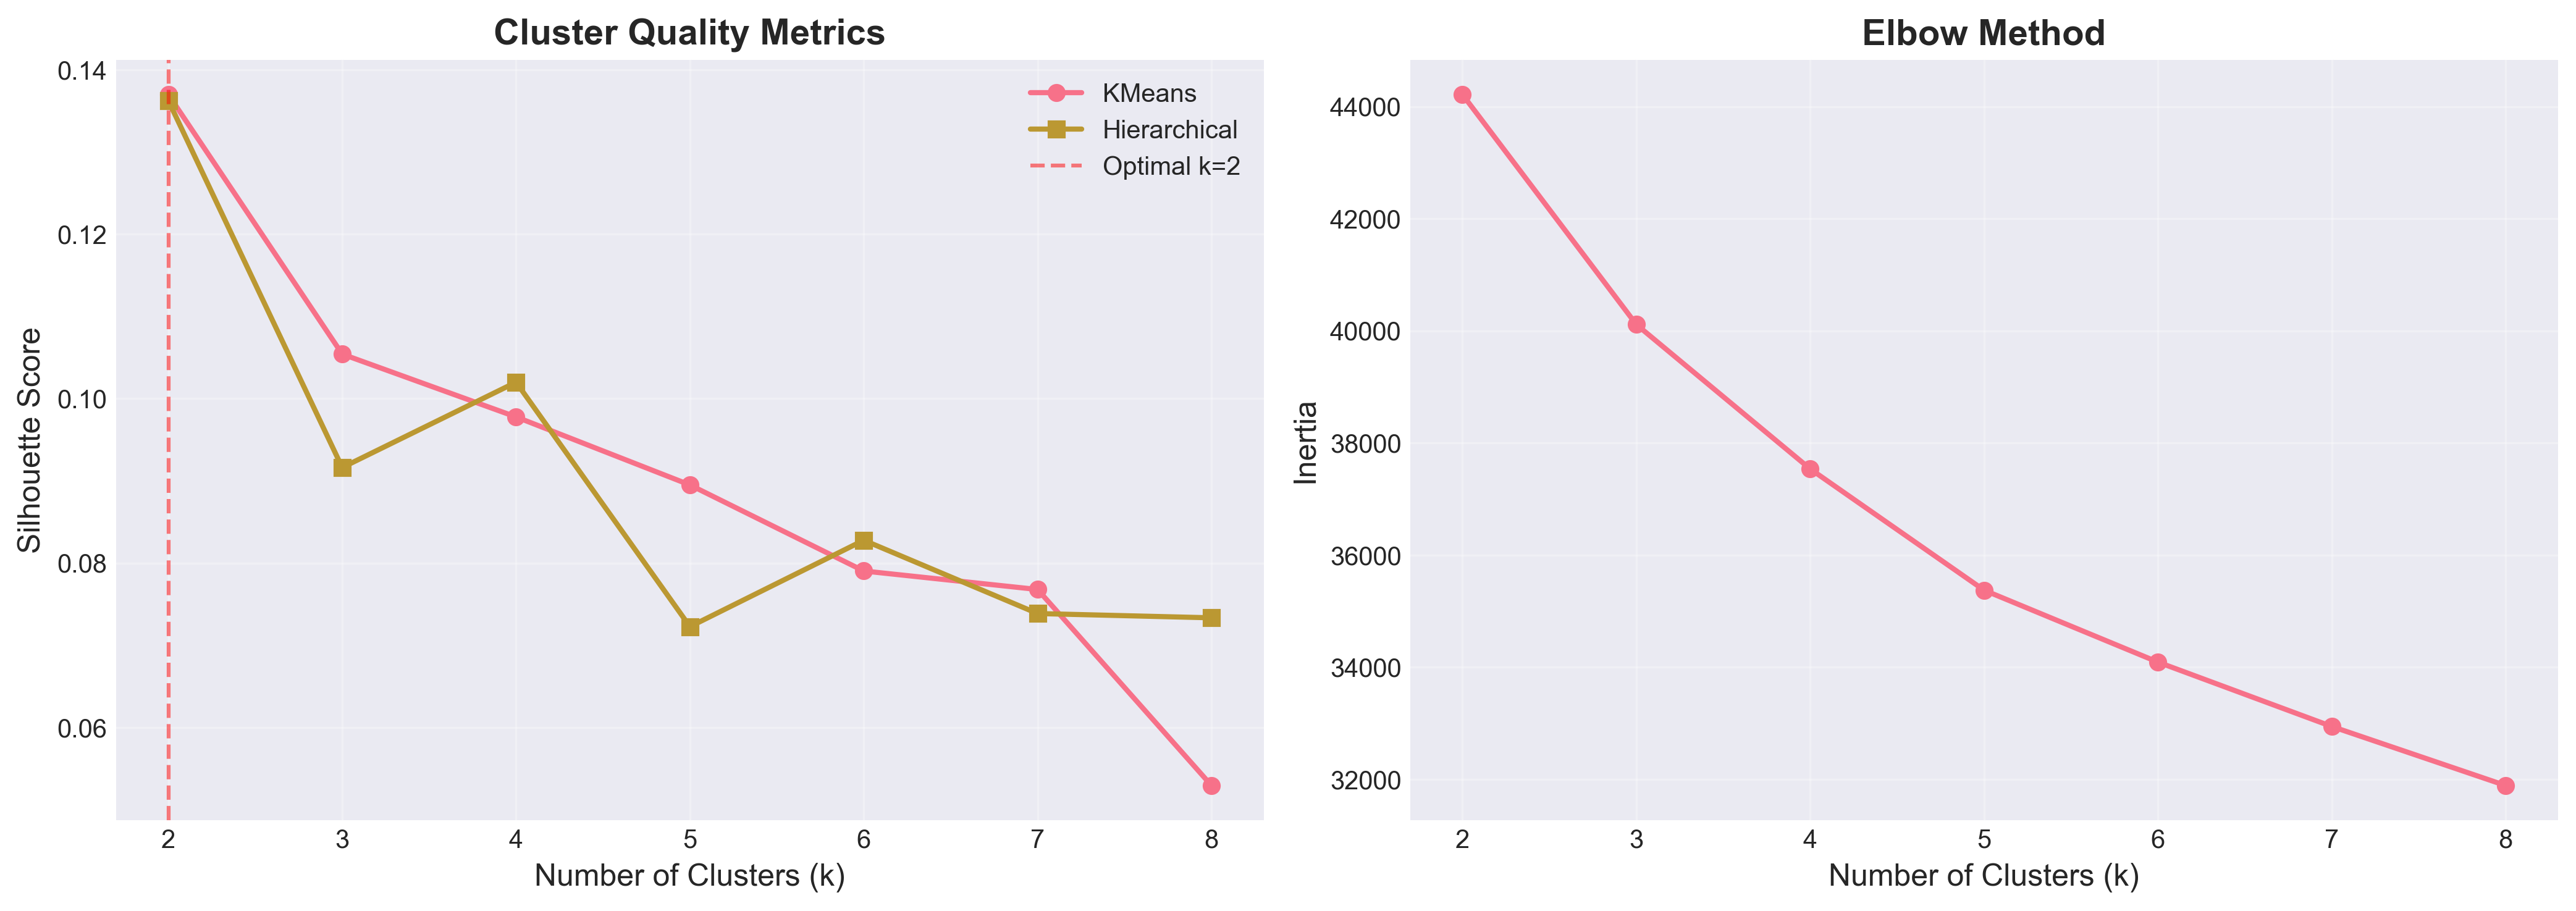 Cluster Quality Metrics
KMeans
Hierarchical
Optimal k=2
0.14
0.12
0.10
0.08
0.06
Silhouette Score
2 3 4 5 6 7 8
Number of Clusters (k)
Elbow Method
44000
42000
40000
38000
36000
34000
32000
Inertia
2 3 4 5 6 7 8
Number of Clusters (k)